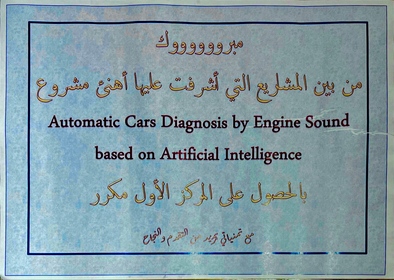 مبروووووووك
من بين المشاريع التي أشرفت عليها أهنئ مشروع
Automatic Cars Diagnosis by Engine Sound
based on Artificial Intelligence
بالحصول على المركز الأول مكرر
مع تمنياتي بمزيد من التقدم والنجاح